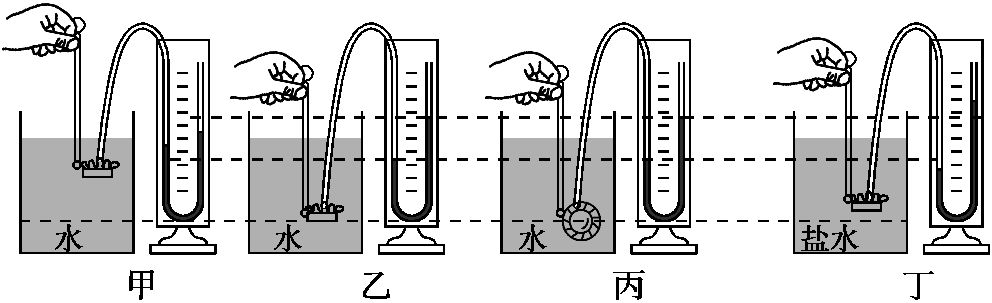 水 水 水 盐水
甲 乙 丙 丁